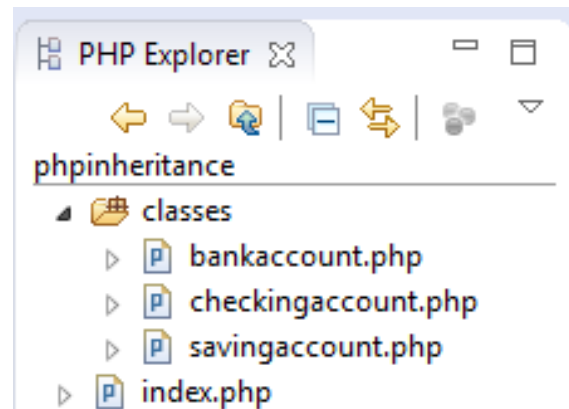 PHP Explorer
phpinheritance
classes
bankaccount.php
checkingaccount.php
savingaccount.php
index.php